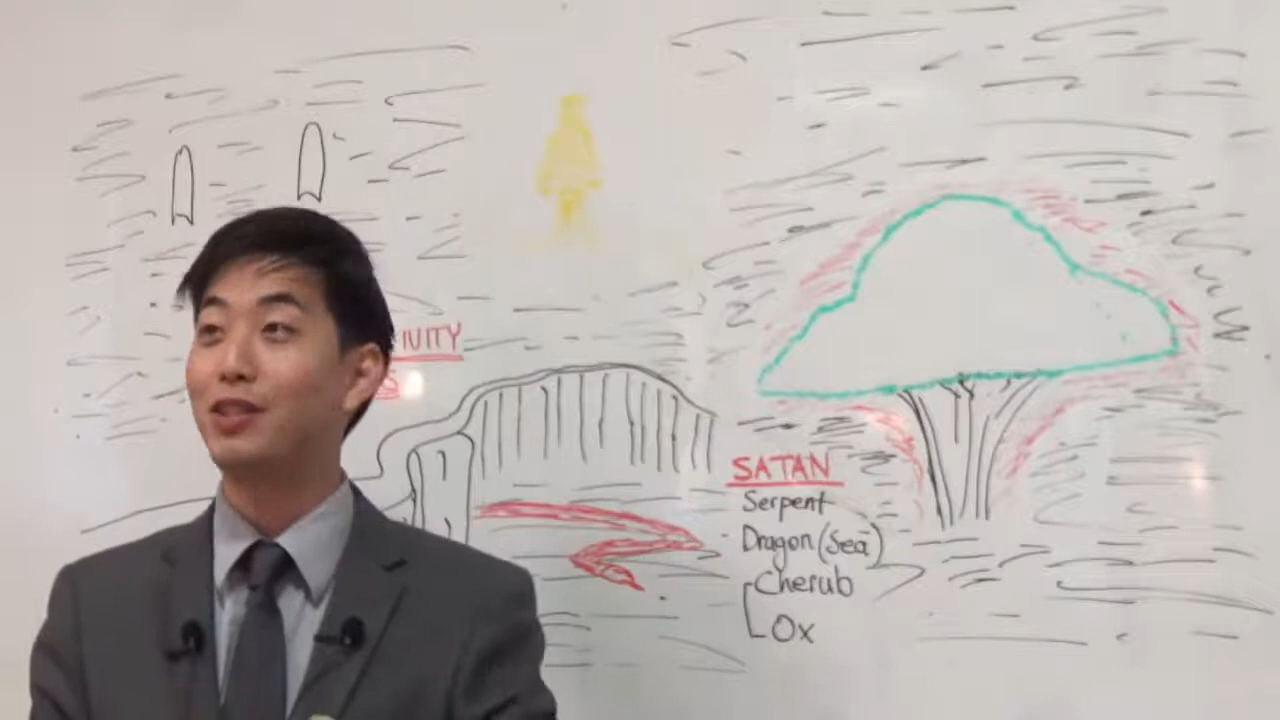 SATAN
Serpent
Dragon (Sea)
Cherub
Ox